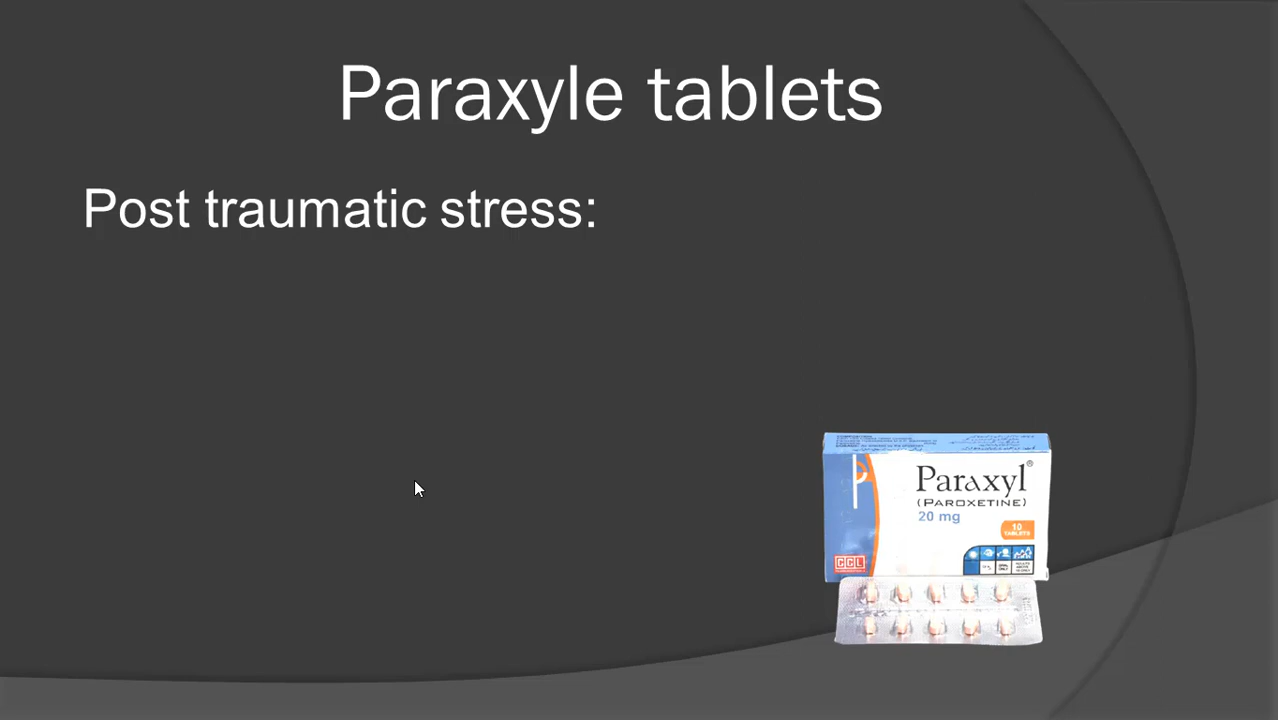 Paraxyle tablets
Post traumatic stress:
Paraxyl®
(PAROXETINE)
20 mg
10
TABLETS
CCL